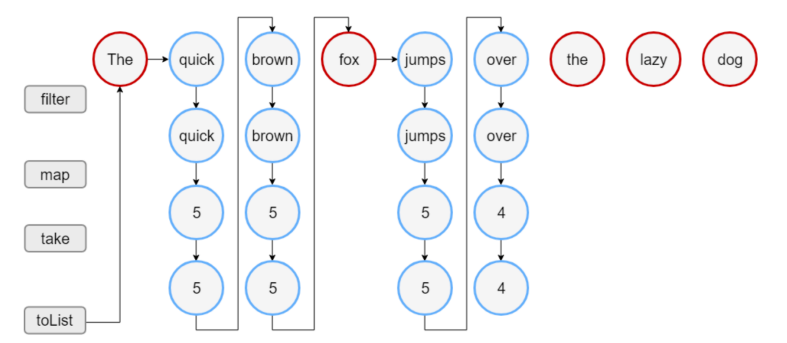 The quick brown fox jumps over the lazy dog
filter
quick brown jumps over
map
5 5 5 4
take
5 5 5 4
toList